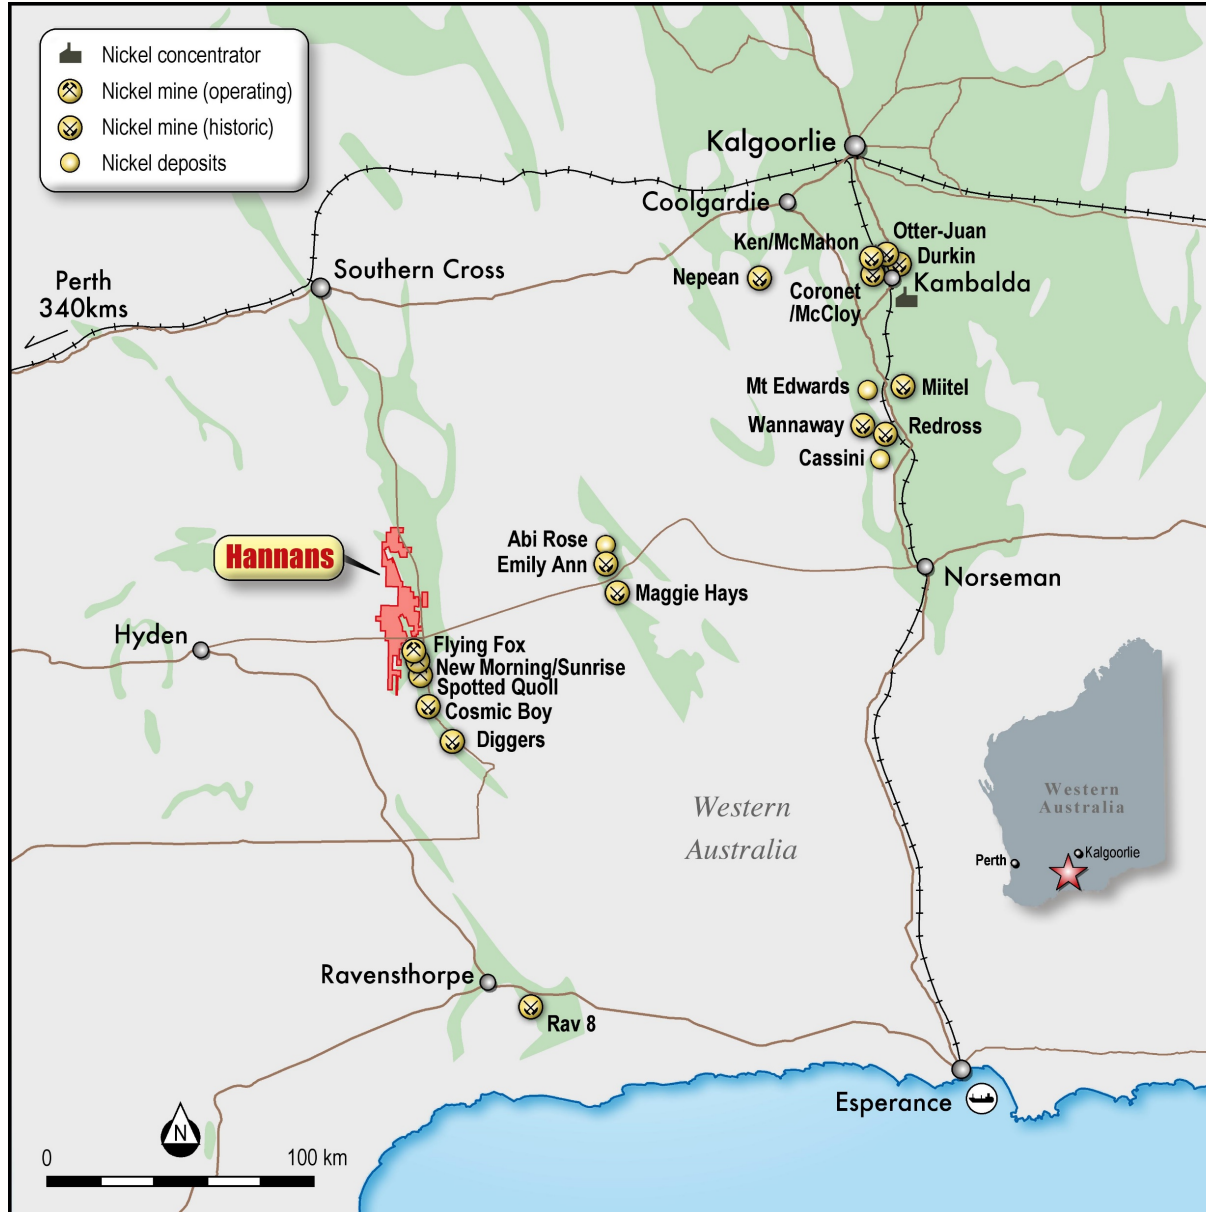 Nickel concentrator
Nickel mine (operating)
Nickel mine (historic)
Nickel deposits
Kalgoorlie
Coolgardie
Otter-Juan
Ken/McMahon
Durkin
Perth
340kms
Southern Cross
Nepean
Kambalda
Coronet
/McCloy
Mt Edwards
Miitel
Wannaway
Redross
Cassini
Hannans
Abi Rose
Emily Ann
Maggie Hays
Norseman
Hyden
Flying Fox
New Morning/Sunrise
Spotted Quoll
Cosmic Boy
Diggers
Western
Australia
Western
Australia
Perth
Kalgoorlie
Ravensthorpe
Rav 8
Esperance
N
0
100 km